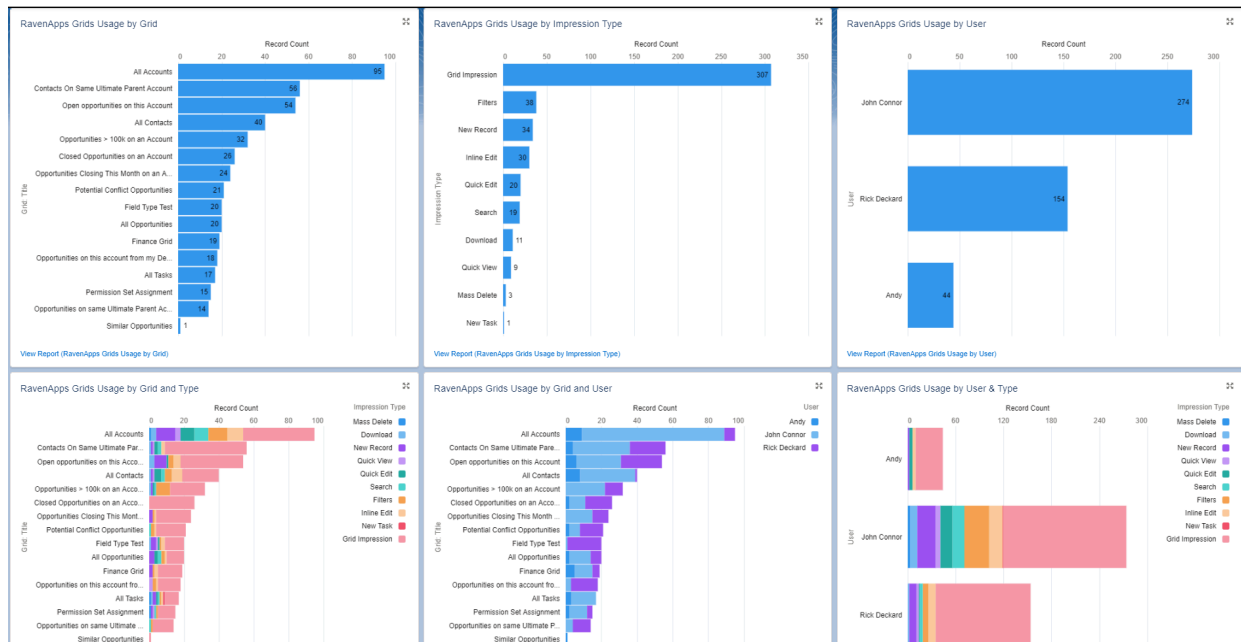 RavenApps Grids Usage by Grid
Record Count
0 20 40 60 80 100
Grid: Title
All Accounts 95
Contacts On Same Ultimate Parent Account 56
Open opportunities on this Account 54
All Contacts 40
Opportunities > 100k on an Account 32
Closed Opportunities on an Account 26
Opportunities Closing This Month on an A... 24
Potential Conflict Opportunities 21
Field Type Test 20
All Opportunities 20
Finance Grid 19
Opportunities on this account from my De... 18
All Tasks 17
Permission Set Assignment 15
Opportunities on same Ultimate Parent Ac... 14
Similar Opportunities 1
View Report (RavenApps Grids Usage by Grid)
RavenApps Grids Usage by Impression Type
Record Count
0 50 100 150 200 250 300 350
Impression Type
Grid Impression 307
Filters 38
New Record 34
Inline Edit 30
Quick Edit 20
Search 19
Download 11
Quick View 9
Mass Delete 3
New Task 1
View Report (RavenApps Grids Usage by Impression Type)
RavenApps Grids Usage by User
Record Count
0 50 100 150 200 250 300
User
John Connor 274
Rick Deckard 154
Andy 44
View Report (RavenApps Grids Usage by User)
RavenApps Grids Usage by Grid and Type
Record Count
0 20 40 60 80 100
Grid: Title
All Accounts
Contacts On Same Ultimate Par...
Open opportunities on this Acco...
All Contacts
Opportunities > 100k on an Acco...
Closed Opportunities on an Acco...
Opportunities Closing This Mont...
Potential Conflict Opportunities
Field Type Test
All Opportunities
Finance Grid
Opportunities on this account fro...
All Tasks
Permission Set Assignment
Opportunities on same Ultimate ...
Similar Opportunities
Impression Type
Mass Delete
Download
New Record
Quick View
Quick Edit
Search
Filters
Inline Edit
New Task
Grid Impression
RavenApps Grids Usage by Grid and User
Record Count
0 20 40 60 80 100
Grid: Title
All Accounts
Contacts On Same Ultimate Pare...
Open opportunities on this Account
All Contacts
Opportunities > 100k on an Account
Closed Opportunities on an Acco...
Opportunities Closing This Month ...
Potential Conflict Opportunities
Field Type Test
All Opportunities
Finance Grid
Opportunities on this account fro...
All Tasks
Permission Set Assignment
Opportunities on same Ultimate P...
Similar Opportunities
User
Andy
John Connor
Rick Deckard
RavenApps Grids Usage by User & Type
Record Count
0 60 120 180 240 300
User
Andy
John Connor
Rick Deckard
Impression Type
Mass Delete
Download
New Record
Quick View
Quick Edit
Search
Filters
Inline Edit
New Task
Grid Impression